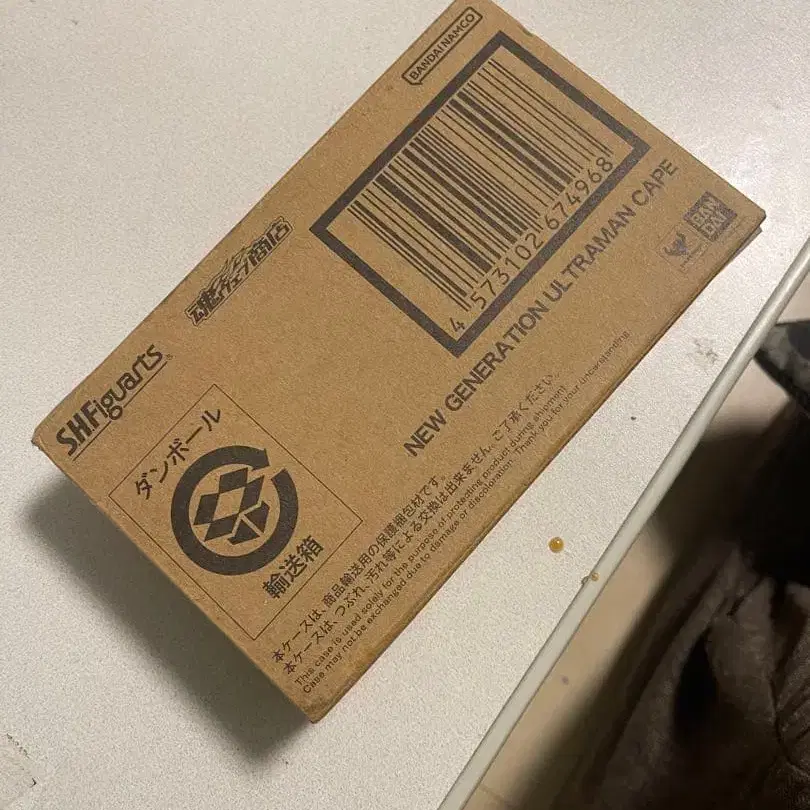 BANDAI NAMCO
4 573102 674968
NEW GENERATION ULTRAMAN CAPE
BAN
DAI
魂ウェブ商店
S.H.Figuarts
ダンボール
輸送箱
本ケースは、商品輸送用の保護梱包材です。
本ケースは、つぶれ、汚れ等による交換は出来ません。ご了承ください。
This case is used solely for the purpose of protecting product during shipment.
Case may not be exchanged due to damage or discoloration. Thank you for your understanding.